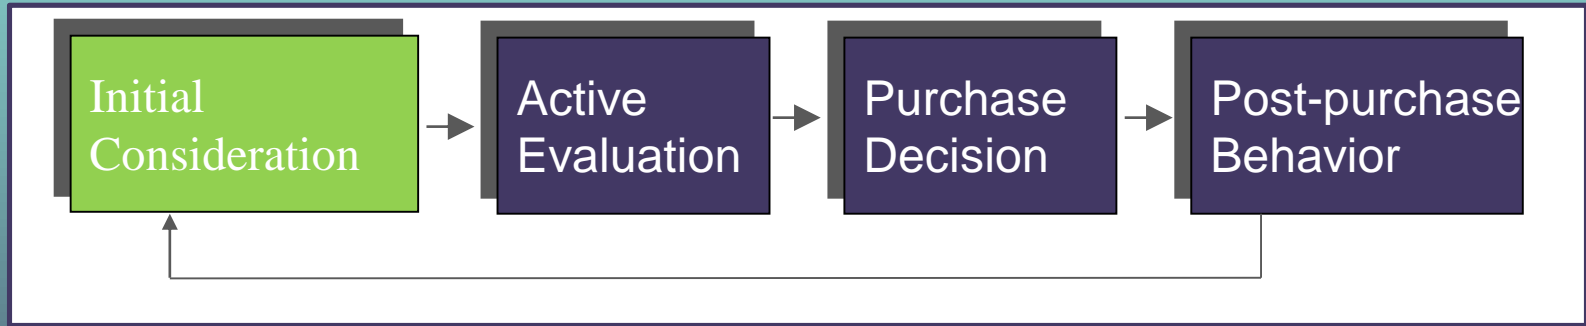 Initial
Consideration
Active
Evaluation
Purchase
Decision
Post-purchase
Behavior